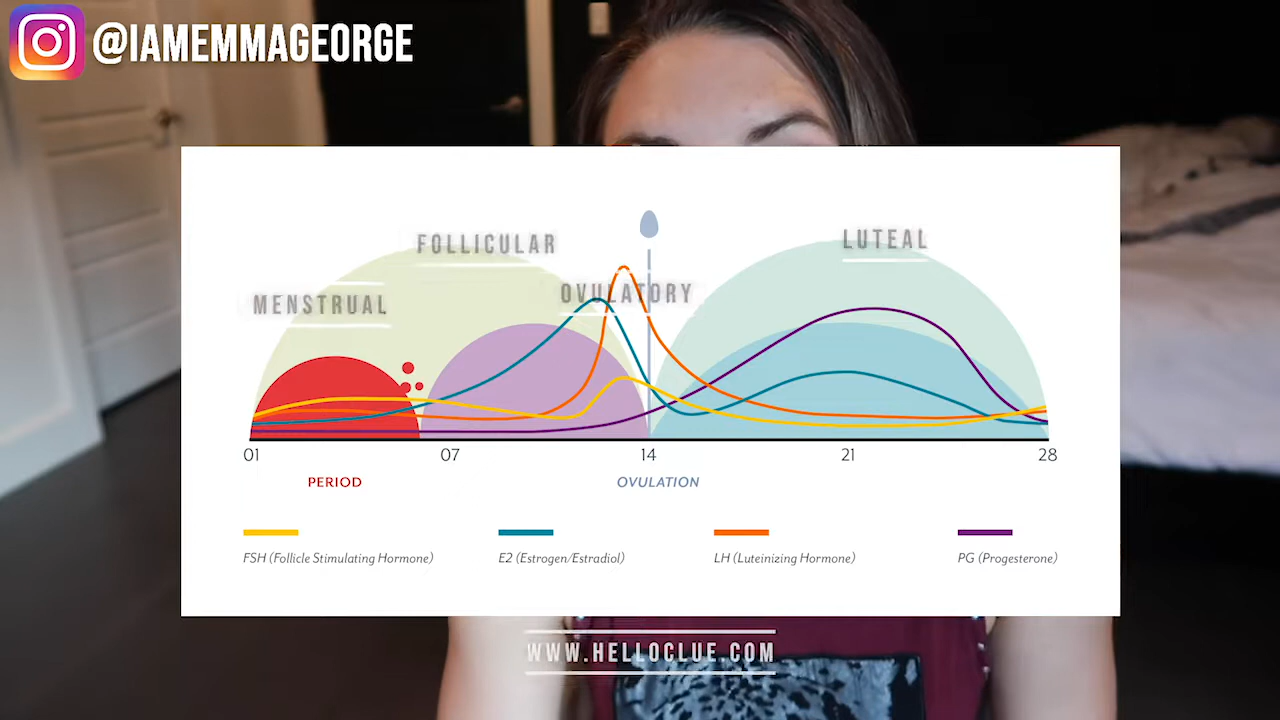 @IAMEMMAGEORGE
FOLLICULAR
LUTEAL
MENSTRUAL
OVULATORY
01 07 14 21 28
PERIOD
OVULATION
FSH (Follicle Stimulating Hormone)
E2 (Estrogen/Estradiol)
LH (Luteinizing Hormone)
PG (Progesterone)
WWW.HELLOCLUE.COM